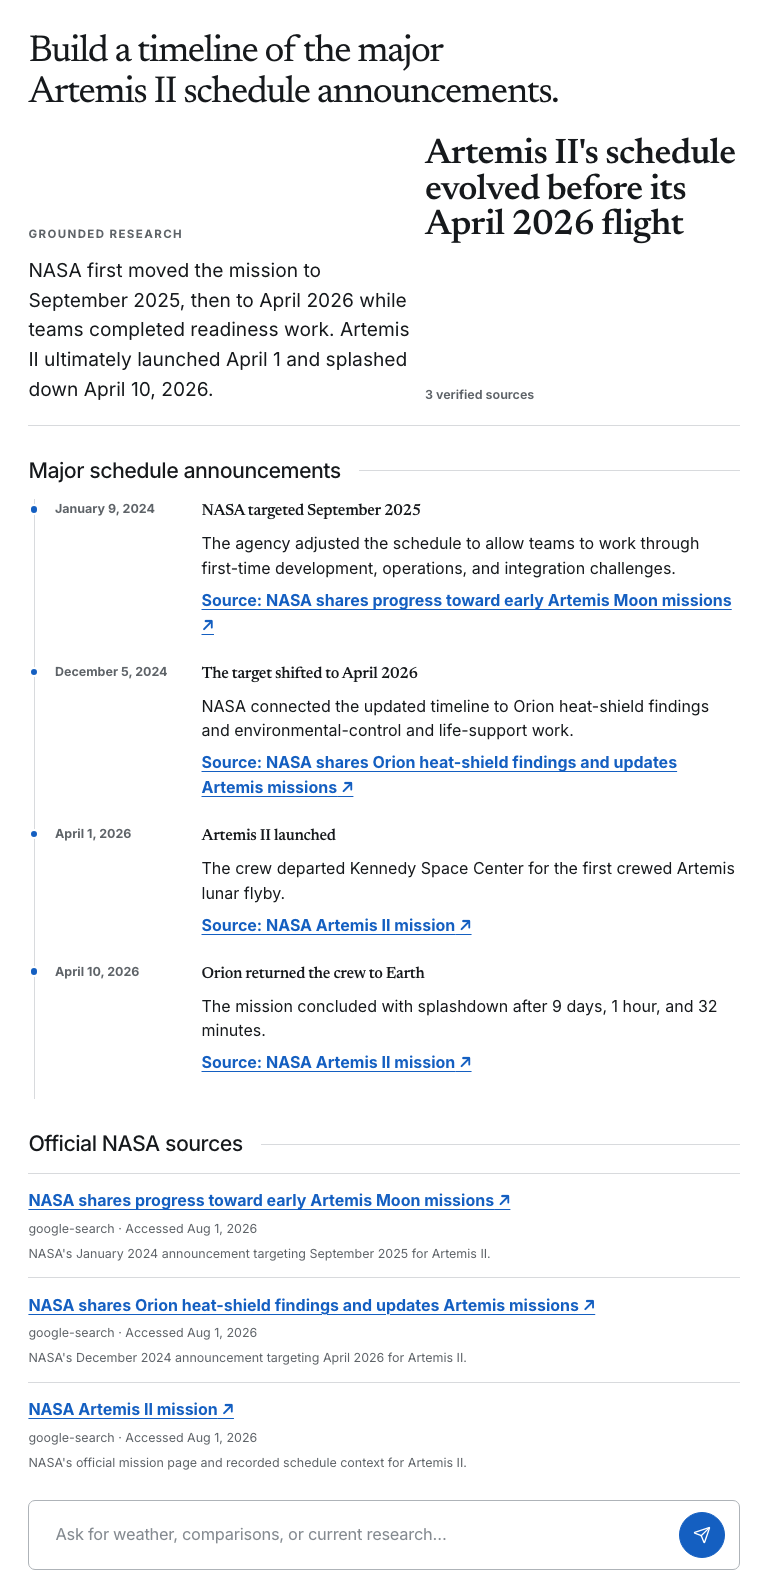 Build a timeline of the major
Artemis II schedule announcements.
Artemis II's schedule
evolved before its
April 2026 flight
GROUNDED RESEARCH
NASA first moved the mission to
September 2025, then to April 2026 while
teams completed readiness work. Artemis
II ultimately launched April 1 and splashed
down April 10, 2026.
3 verified sources
Major schedule announcements
January 9, 2024
NASA targeted September 2025
The agency adjusted the schedule to allow teams to work through
first-time development, operations, and integration challenges.
Source: NASA shares progress toward early Artemis Moon missions
↗
December 5, 2024
The target shifted to April 2026
NASA connected the updated timeline to Orion heat-shield findings
and environmental-control and life-support work.
Source: NASA shares Orion heat-shield findings and updates
Artemis missions ↗
April 1, 2026
Artemis II launched
The crew departed Kennedy Space Center for the first crewed Artemis
lunar flyby.
Source: NASA Artemis II mission ↗
April 10, 2026
Orion returned the crew to Earth
The mission concluded with splashdown after 9 days, 1 hour, and 32
minutes.
Source: NASA Artemis II mission ↗
Official NASA sources
NASA shares progress toward early Artemis Moon missions ↗
google-search · Accessed Aug 1, 2026
NASA's January 2024 announcement targeting September 2025 for Artemis II.
NASA shares Orion heat-shield findings and updates Artemis missions ↗
google-search · Accessed Aug 1, 2026
NASA's December 2024 announcement targeting April 2026 for Artemis II.
NASA Artemis II mission ↗
google-search · Accessed Aug 1, 2026
NASA's official mission page and recorded schedule context for Artemis II.
Ask for weather, comparisons, or current research...